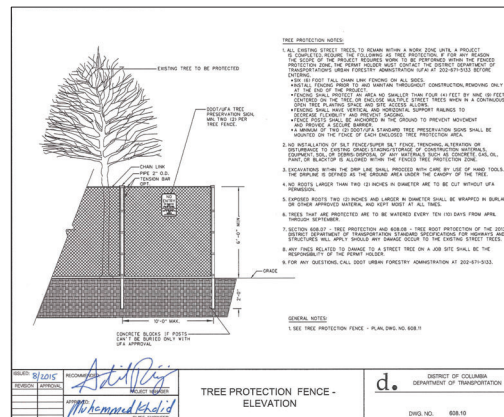 TREE PROTECTION NOTES:
1. ALL EXISTING STREET TREES, TO REMAIN WITHIN A WORK ZONE UNTIL A PROJECT
IS COMPLETED, REQUIRE THE FOLLOWING AS TREE PROTECTION. IF FOR ANY REASON
THE SCOPE OF THE PROJECT REQUIRES WORK TO BE PERFORMED WITHIN THE FENCED
PROTECTION ZONE, THE PERMIT HOLDER MUST CONTACT THE DISTRICT DEPARTMENT OF
TRANSPORTATION'S URBAN FORESTRY ADMINISTRATION (UFA) AT 202-671-5133 BEFORE
ENTERING.
•SIX (6) FOOT TALL CHAIN LINK FENCING ON ALL SIDES.
•INSTALL FENCING PRIOR TO AND MAINTAIN THROUGHOUT CONSTRUCTION, REMOVING ONLY
AT THE END OF THE PROJECT.
•FENCING SHALL PROTECT AN AREA NO SMALLER THAN FOUR (4) FEET BY NINE (9) FEET
CENTERED ON THE TREE, OR ENCLOSE MULTIPLE STREET TREES WHEN IN A CONTINUOUS
OPEN TREE PLANTING SPACE AND SITE ACCESS ALLOWS.
•FENCING SHALL HAVE VERTICAL AND HORIZONTAL SUPPORT RAILINGS TO
DECREASE FLEXIBILITY AND PREVENT SAGGING.
•FENCE POSTS SHALL BE ANCHORED IN THE GROUND TO PREVENT MOVEMENT
AND PROVIDE A SECURE BARRIER.
•A MINIMUM OF TWO (2) DDOT/UFA STANDARD TREE PRESERVATION SIGNS SHALL BE
MOUNTED ON THE FENCE OF EACH ENCLOSED TREE PROTECTION AREA.
2. NO INSTALLATION OF SILT FENCE/SUPER SILT FENCE, TRENCHING, ALTERATION OR
DISTURBANCE TO EXISTING GRADE; STAGING/STORAGE OF CONSTRUCTION MATERIALS,
EQUIPMENT, SOIL, OR DEBRIS; DISPOSAL OF ANY MATERIALS SUCH AS CONCRETE, GAS, OIL,
PAINT, OR BLACKTOP IS ALLOWED WITHIN THE FENCED TREE PROTECTION ZONE.
3. EXCAVATIONS WITHIN THE DRIP LINE SHALL PROCEED WITH CARE BY USE OF HAND TOOLS.
THE DRIPLINE IS DEFINED AS THE GROUND AREA UNDER THE CANOPY OF THE TREE.
4. NO ROOTS LARGER THAN TWO (2) INCHES IN DIAMETER ARE TO BE CUT WITHOUT UFA
PERMISSION.
5. EXPOSED ROOTS TWO (2) INCHES AND LARGER IN DIAMETER SHALL BE WRAPPED IN BURLAP
OR OTHER APPROVED MATERIAL AND KEPT MOIST AT ALL TIMES.
6. TREES THAT ARE PROTECTED ARE TO BE WATERED EVERY TEN (10) DAYS FROM APRIL
THROUGH SEPTEMBER.
7. SECTION 608.07 - TREE PROTECTION AND 608.08 - TREE ROOT PROTECTION OF THE 2013
DISTRICT DEPARTMENT OF TRANSPORTATION STANDARD SPECIFICATIONS FOR HIGHWAYS AND
STRUCTURES WILL APPLY SHOULD ANY DAMAGE OCCUR TO THE EXISTING STREET TREES.
8. ANY FINES RELATED TO DAMAGE TO A STREET TREE ON A JOB SITE SHALL BE THE
RESPONSIBILITY OF THE PERMIT HOLDER.
9. FOR ANY QUESTIONS, CALL DDOT URBAN FORESTRY ADMINISTRATION AT 202-671-5133.
GENERAL NOTES:
1. SEE TREE PROTECTION FENCE - PLAN, DWG. NO. 608.11
EXISTING TREE TO BE PROTECTED
DDOT/UFA TREE
PRESERVATION SIGN.
MIN. TWO (2) PER
TREE FENCE.
CHAIN LINK
PIPE 2" O.D.
TENSION BAR
OPT.
NO
ENTRY
6'-0" MIN.
GRADE
2'-0"
10'-0" MAX.
CONCRETE BLOCKS IF POSTS
CAN'T BE BURIED ONLY WITH
UFA APPROVAL
ISSUED: 8/2015
REVISION APPROVAL
RECOMMENDED:
PROJECT MANAGER
APPROVED:
Muhammed Khalid
TREE PROTECTION FENCE -
ELEVATION
d.
DISTRICT OF COLUMBIA
DEPARTMENT OF TRANSPORTATION
DWG. NO. 608.10